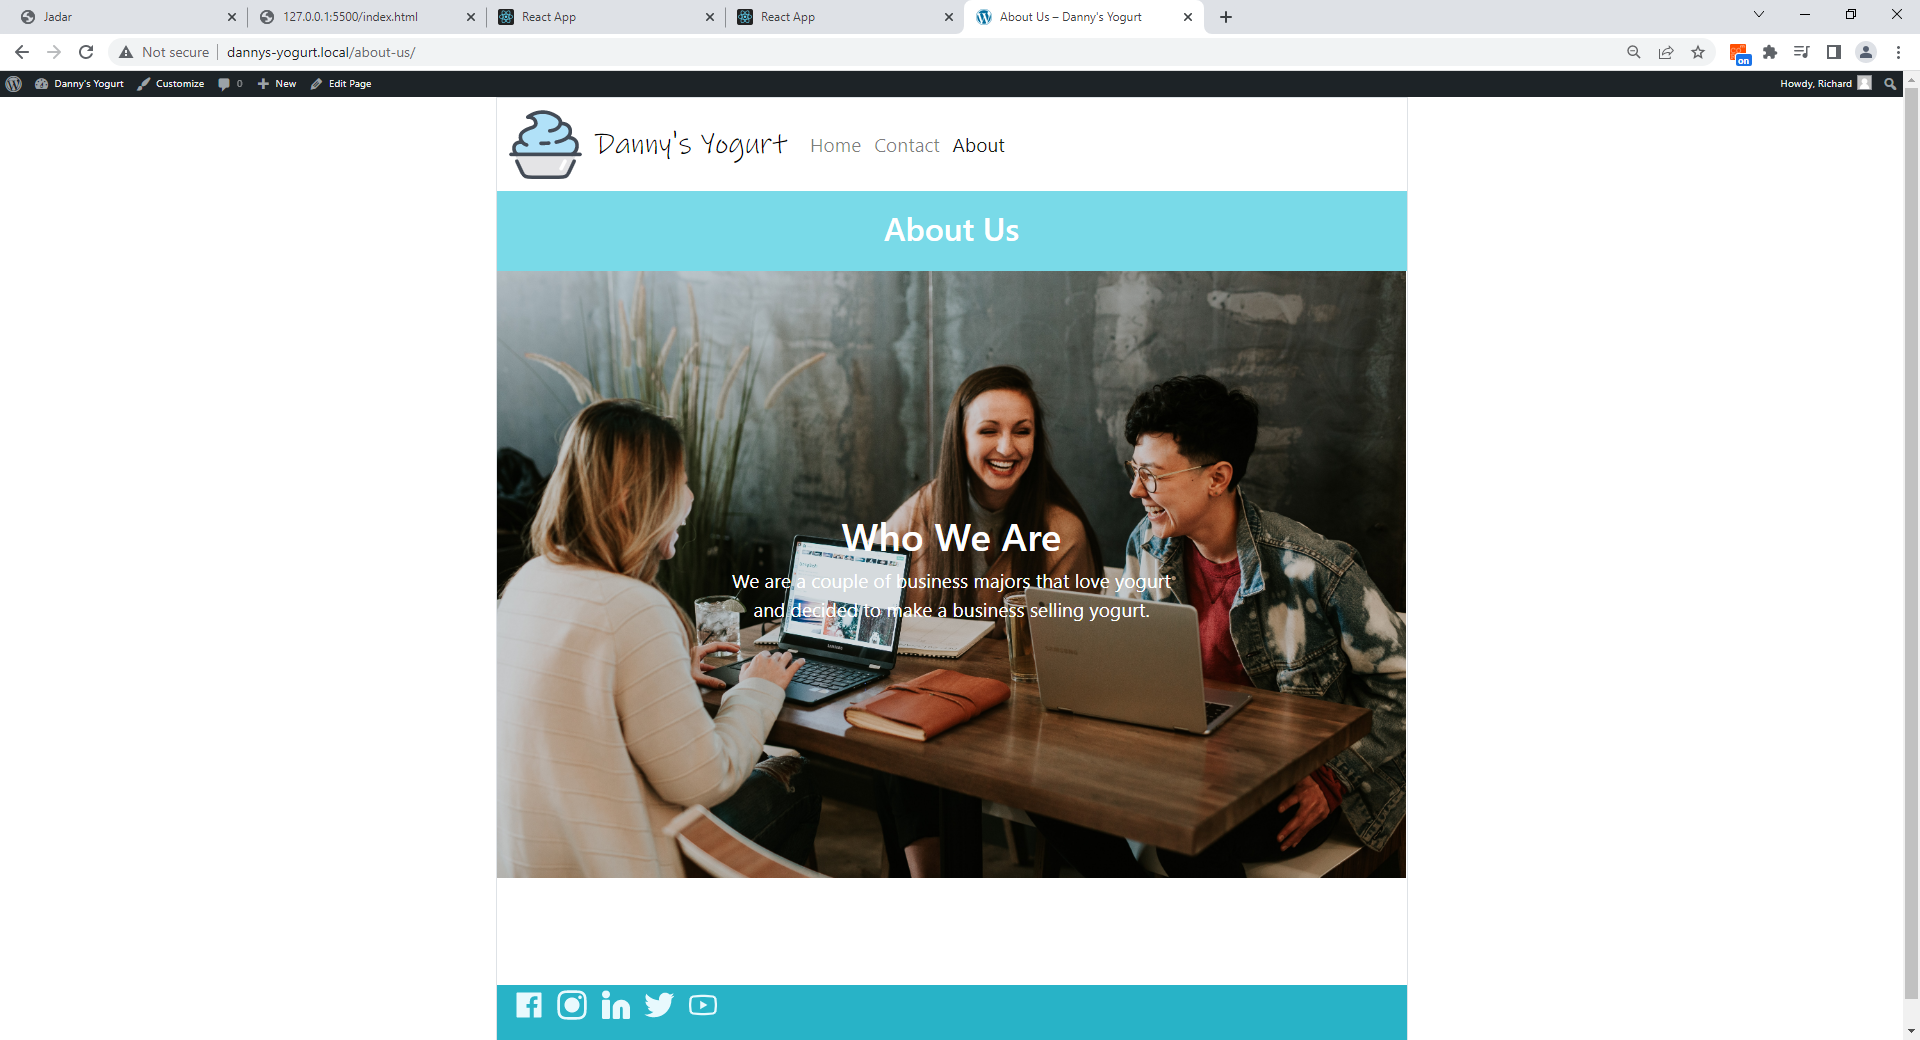 Jadar
127.0.0.1:5500/index.html
React App
React App
About Us – Danny's Yogurt
Not secure
dannys-yogurt.local/about-us/
on
Danny's Yogurt
Customize
0
New
Edit Page
Howdy, Richard
Danny's Yogurt
Home
Contact
About
About Us
Who We Are
We are a couple of business majors that love yogurt
and decided to make a business selling yogurt.
SAMSUNG
SAMSUNG